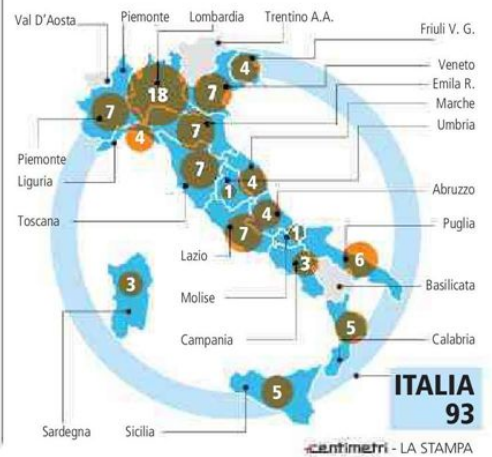 Val D'Aosta
Piemonte
Lombardia
Trentino A.A.
Friuli V. G.
4
Veneto
7
18
Emila R.
7
Marche
4
7
Umbria
Piemonte
Liguria
7
1
4
Abruzzo
Toscana
4
7
1
Puglia
Lazio
3
6
3
Molise
Basilicata
Campania
5
Calabria
5
ITALIA
93
Sardegna
Sicilia
centimetri - LA STAMPA